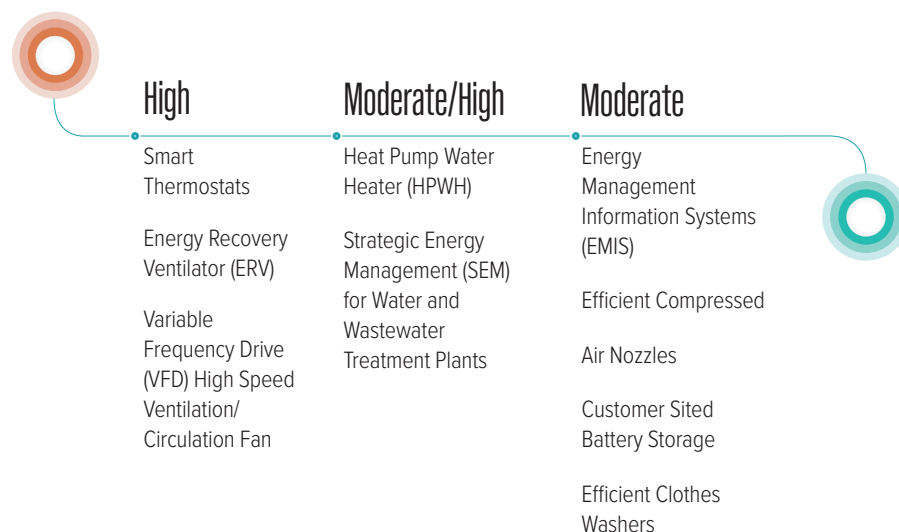 High
Smart
Thermostats
Energy Recovery
Ventilator (ERV)
Variable
Frequency Drive
(VFD) High Speed
Ventilation/
Circulation Fan
Moderate/High
Heat Pump Water
Heater (HPWH)
Strategic Energy
Management (SEM)
for Water and
Wastewater
Treatment Plants
Moderate
Energy
Management
Information Systems
(EMIS)
Efficient Compressed
Air Nozzles
Customer Sited
Battery Storage
Efficient Clothes
Washers